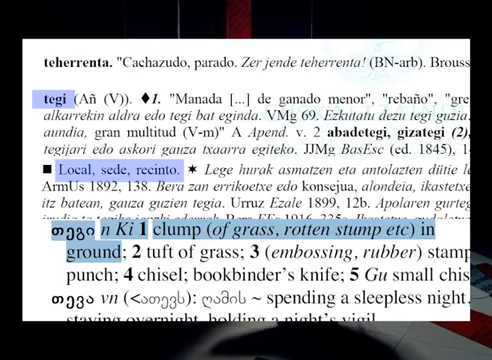 teherrenta. "Cachazudo, parado. Zer jende teherrenta! (BN-arb). Brouss
tegi (Añ (V)). ♦1. "Manada [...] de ganado menor", "rebaño", "gre
alkarrekin aldra edo tegi bat eginda. VMg 69. Ezkutatu dezu tegi guzia
aundia, gran multitud (V-m)" A Apend. v. 2 abadetegi, gizategi (2),
tegijari edo askori gauza txaarra egiteko. JJMg BasEsc (ed. 1845), 1
■ Local, sede, recinto. ✶ Lege hurak asmatzen eta antolazten ditiie l
ArmUs 1892, 138. Bera zan errikoetxe edo konsejua, alondeia, ikastetxe
itz batean, gauza guzien tegia. Urruz Ezale 1899, 12b. Apolaren gurteg
თეგი n Ki 1 clump (of grass, rotten stump etc) in
ground; 2 tuft of grass; 3 (embossing, rubber) stamp
punch; 4 chisel; bookbinder's knife; 5 Gu small chis
თევა vn (<ათევს): ღამის ~ spending a sleepless night
staying overnight, holding a night's vigil